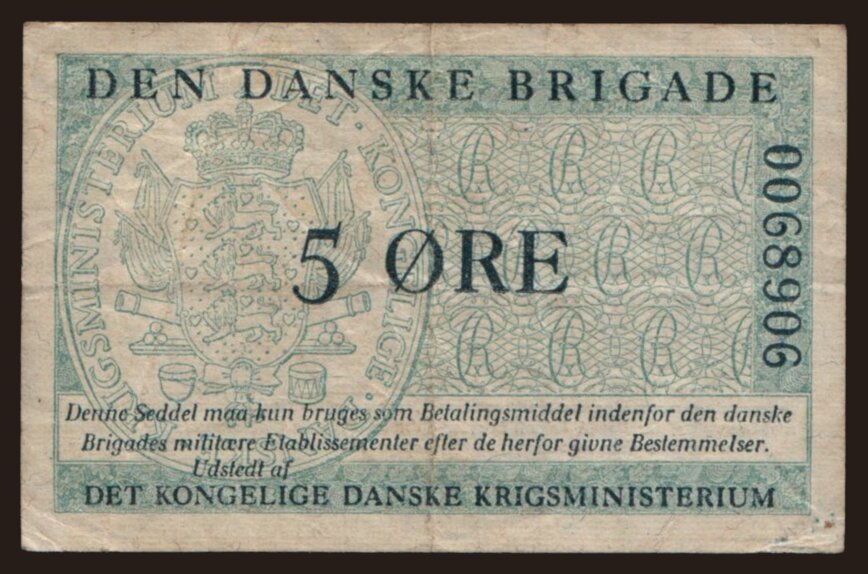 DEN DANSKE BRIGADE
0068906
5 ØRE
Denne Seddel maa kun bruges som Betalingsmiddel indenfor den danske
Brigades militære Etablissementer efter de herfor givne Bestemmelser.
Udstedt af
DET KONGELIGE DANSKE KRIGSMINISTERIUM